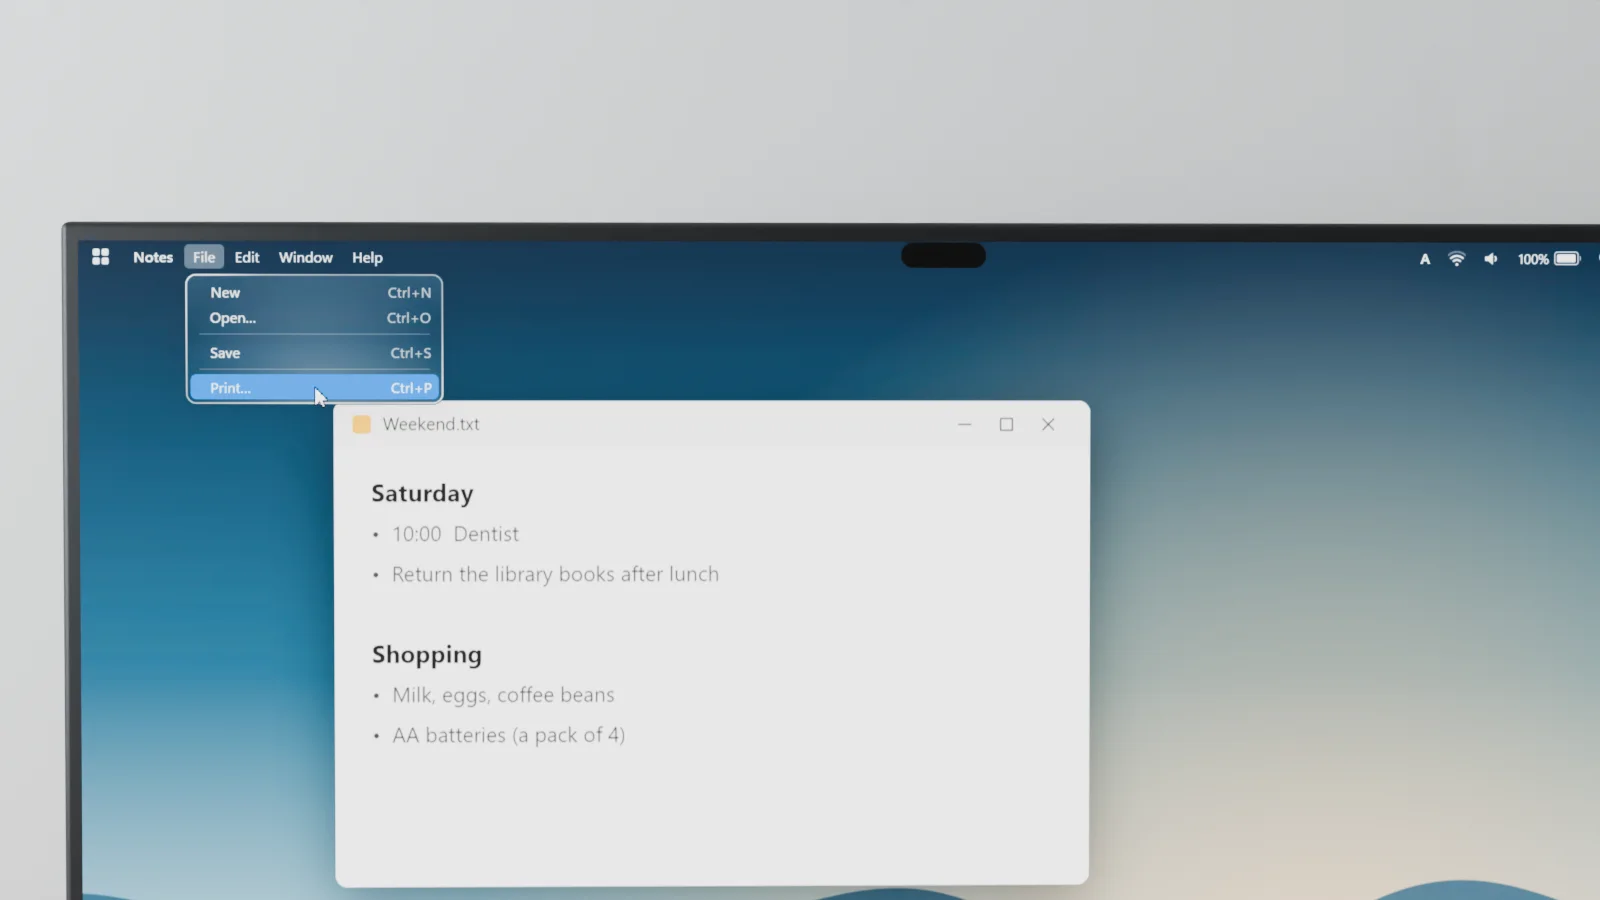 Notes File Edit Window Help A 100%
New Ctrl+N
Open... Ctrl+O
Save Ctrl+S
Print... Ctrl+P
Weekend.txt
Saturday
• 10:00 Dentist
• Return the library books after lunch
Shopping
• Milk, eggs, coffee beans
• AA batteries (a pack of 4)